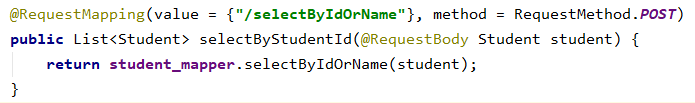 @RequestMapping(value = {"/selectByIdOrName"}, method = RequestMethod.POST)
public List<Student> selectByStudentId(@RequestBody Student student) {
    return student_mapper.selectByIdOrName(student);
}